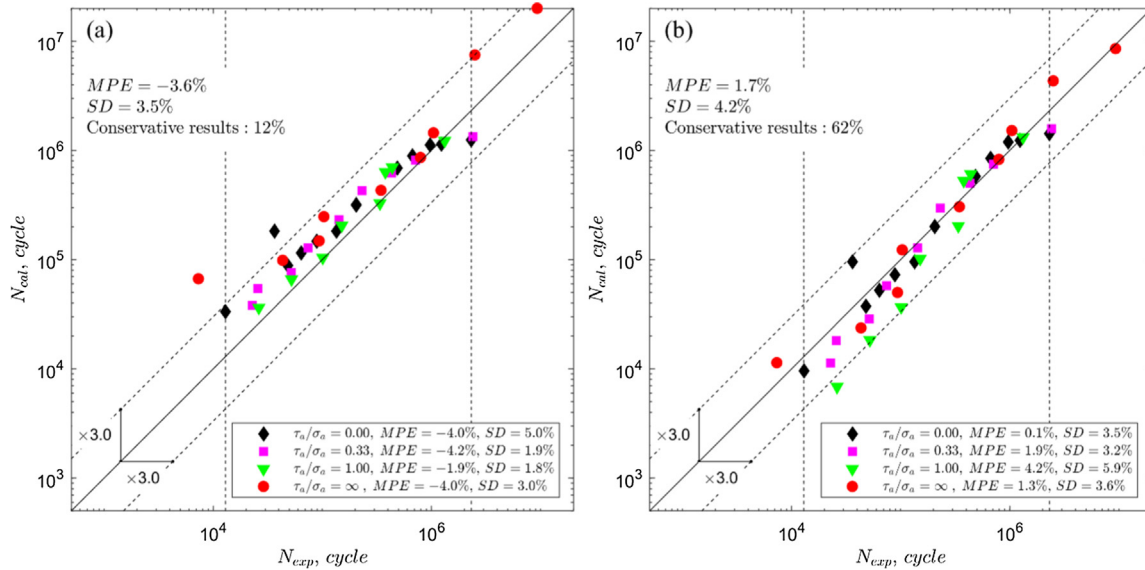 (a)
MPE = −3.6%
SD = 3.5%
Conservative results : 12%
10^7
10^6
10^5
10^4
10^3
N_cal, cycle
×3.0
×3.0
τ_a/σ_a = 0.00, MPE = −4.0%, SD = 5.0%
τ_a/σ_a = 0.33, MPE = −4.2%, SD = 1.9%
τ_a/σ_a = 1.00, MPE = −1.9%, SD = 1.8%
τ_a/σ_a = ∞ , MPE = −4.0%, SD = 3.0%
10^4
10^6
N_exp, cycle
(b)
MPE = 1.7%
SD = 4.2%
Conservative results : 62%
10^7
10^6
10^5
10^4
10^3
N_cal, cycle
×3.0
×3.0
τ_a/σ_a = 0.00, MPE = 0.1%, SD = 3.5%
τ_a/σ_a = 0.33, MPE = 1.9%, SD = 3.2%
τ_a/σ_a = 1.00, MPE = 4.2%, SD = 5.9%
τ_a/σ_a = ∞ , MPE = 1.3%, SD = 3.6%
10^4
10^6
N_exp, cycle